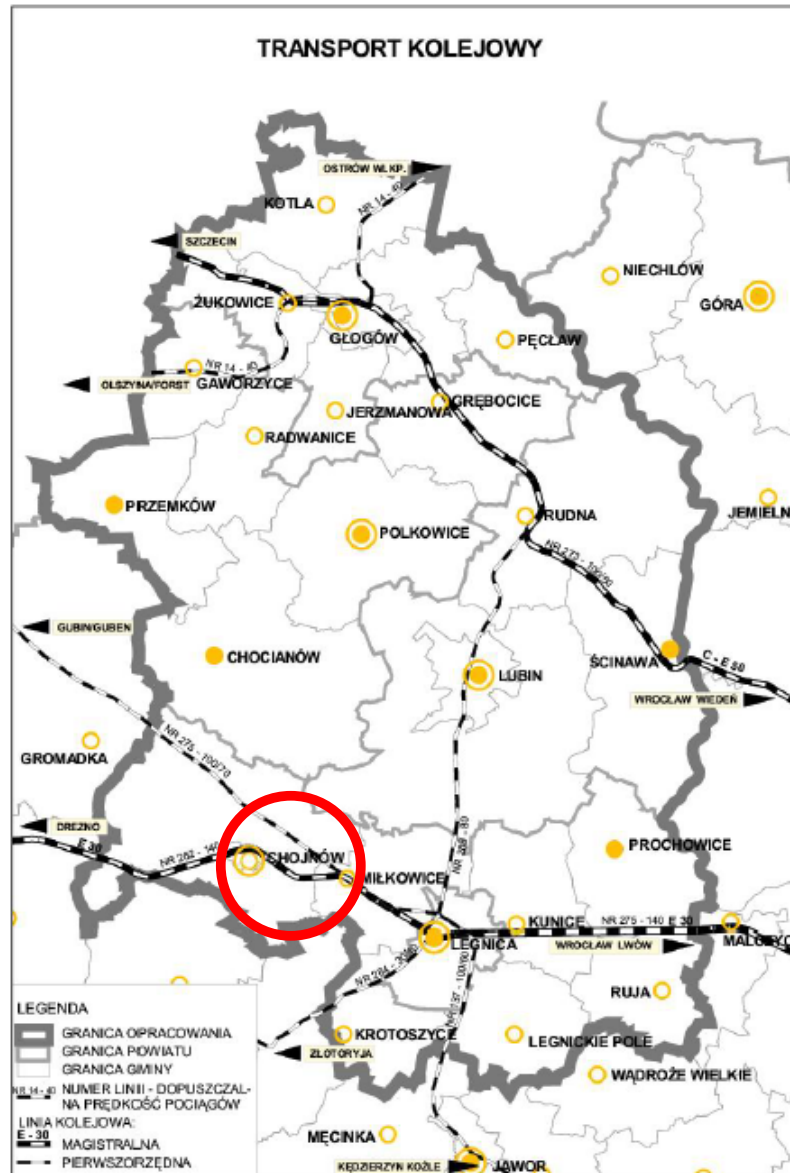 TRANSPORT KOLEJOWY
OSTRÓW WLKP.
KOTLA
NR 14 - 40
SZCZECIN
NIECHLÓW
ŻUKOWICE
GÓRA
GŁOGÓW
PĘCŁAW
NR 14 - 40
OLSZYNA/FORST
GAWORZYCE
GRĘBOCICE
JERZMANOWA
RADWANICE
PRZEMKÓW
JEMIELN
RUDNA
POLKOWICE
NR 273 - 100/90
GUBIN/GUBEN
CHOCIANÓW
ŚCINAWA
C - E 59
LUBIN
WROCŁAW WIEDEŃ
NR 275 - 100/70
GROMADKA
DREZNO
E 30
NR 282 - 140
CHOJNÓW
PROCHOWICE
MIŁKOWICE
KUNICE
NR 275 - 140 E 30
LEGNICA
WROCŁAW LWÓW
RUJA
KROTOSZYCE
LEGNICKIE POLE
ZŁOTORYJA
WĄDROŻE WIELKIE
MĘCINKA
KĘDZIERZYN KOŹLE
JAWOR
LEGENDA
GRANICA OPRACOWANIA
GRANICA POWIATU
GRANICA GMINY
NR 14 - 40 NUMER LINII - DOPUSZCZAL-
NA PRĘDKOŚĆ POCIĄGÓW
LINIA KOLEJOWA:
E - 30
MAGISTRALNA
PIERWSZORZĘDNA